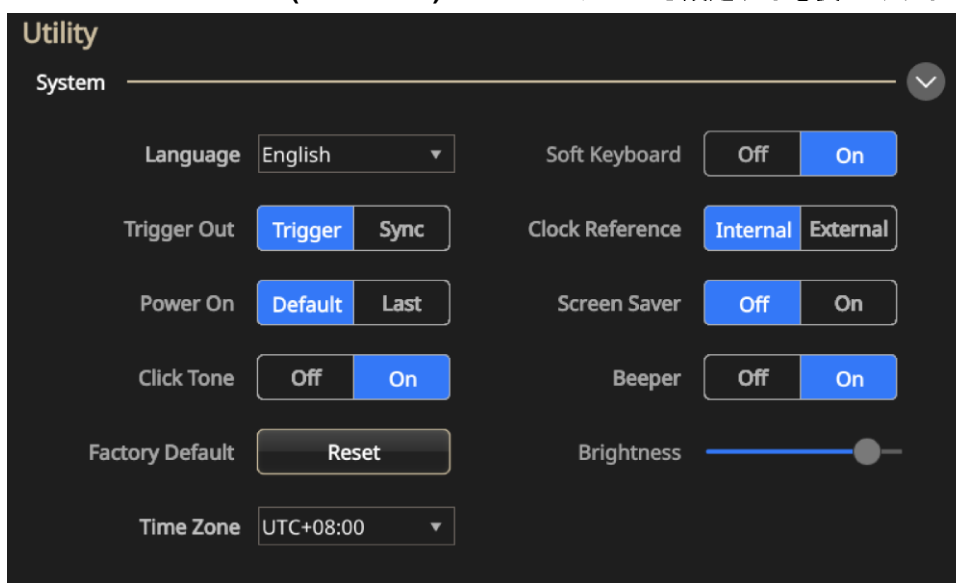 Utility
System
Language English Soft Keyboard Off On
Trigger Out Trigger Sync Clock Reference Internal External
Power On Default Last Screen Saver Off On
Click Tone Off On Beeper Off On
Factory Default Reset Brightness
Time Zone UTC+08:00